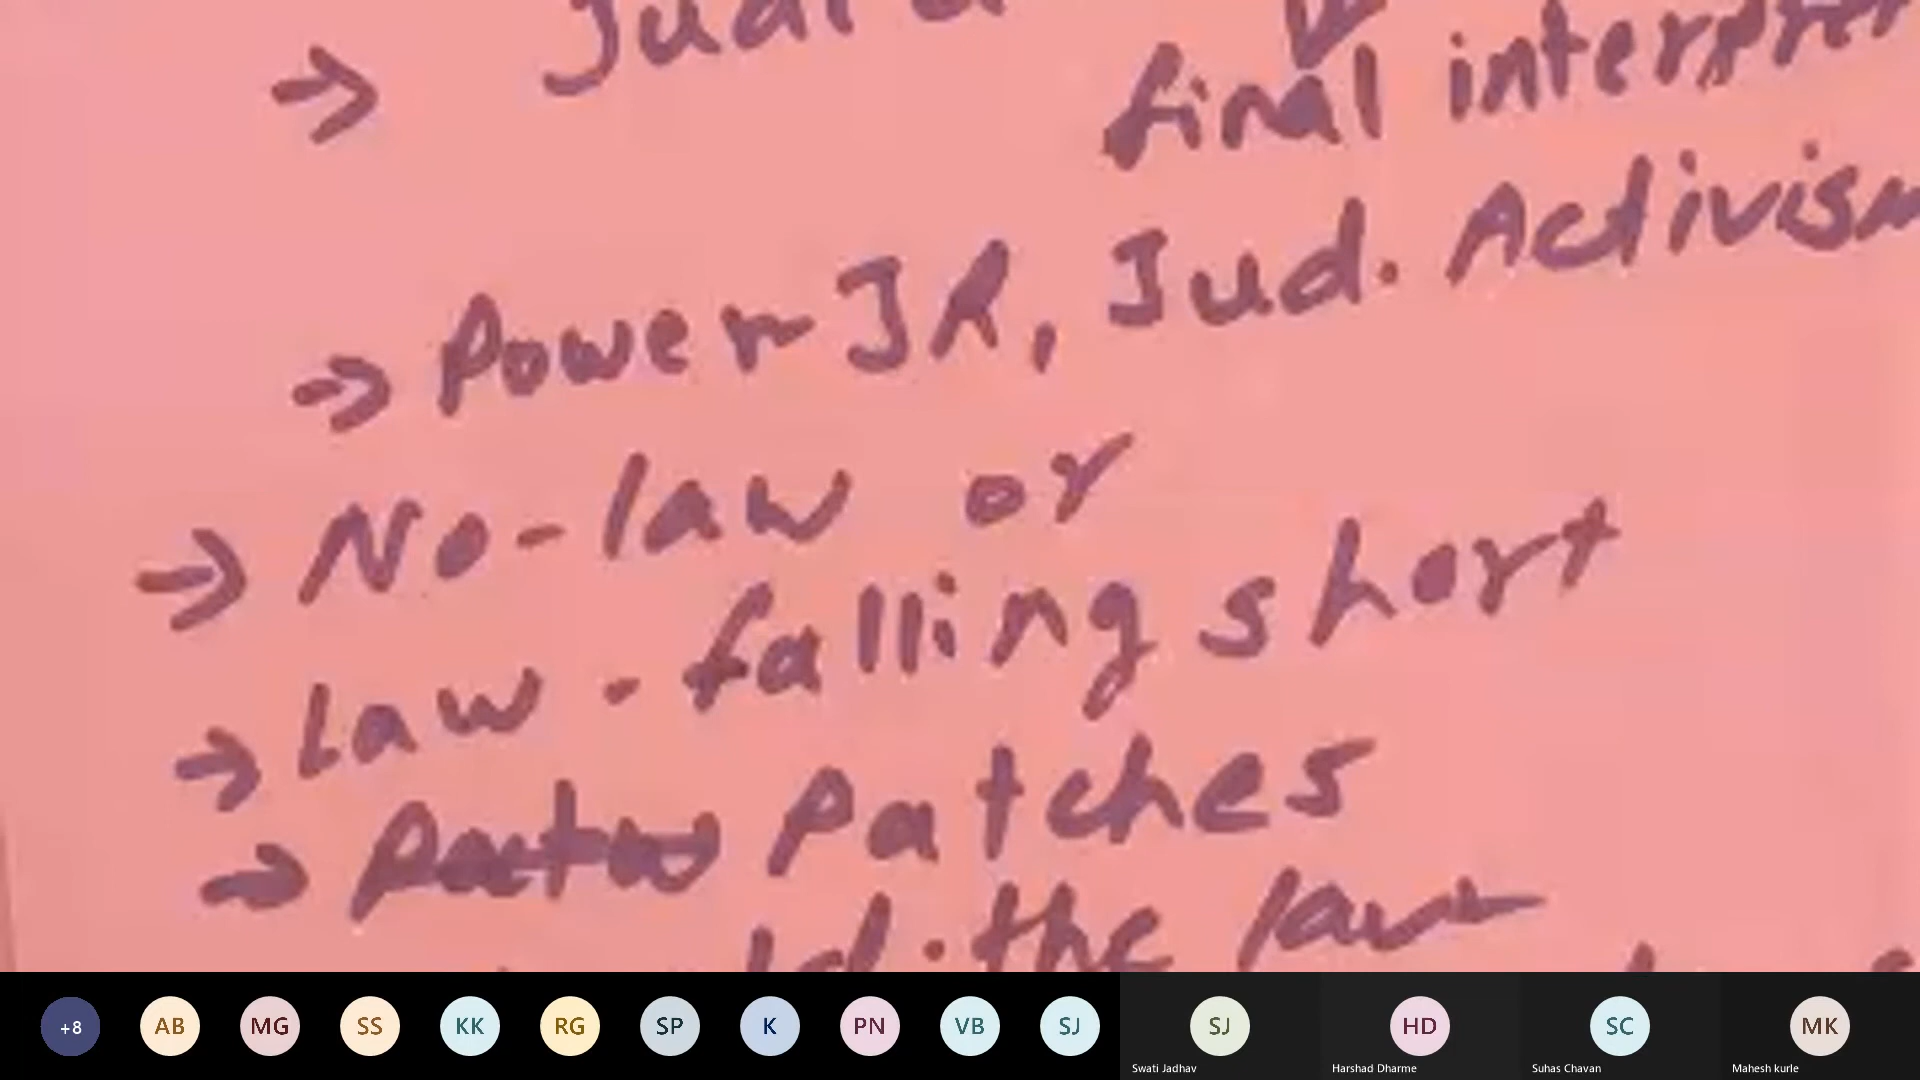 →
final
→ Power JR, Jud. Activism
→ No-law or
→ Law - falling short
→ Patches
the law
+8 AB MG SS KK RG SP K PN VB SJ SJ HD SC MK
Swati Jadhav Harshad Dharme Suhas Chavan Mahesh kurle